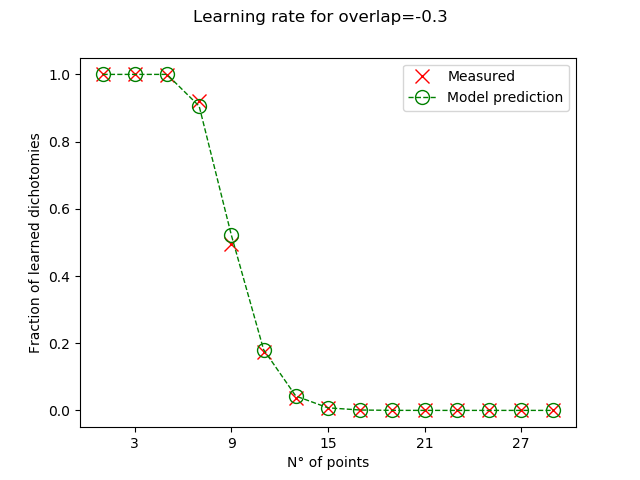 Learning rate for overlap=-0.3
Measured
Model prediction
1.0
0.8
0.6
0.4
0.2
0.0
Fraction of learned dichotomies
3 9 15 21 27
N° of points